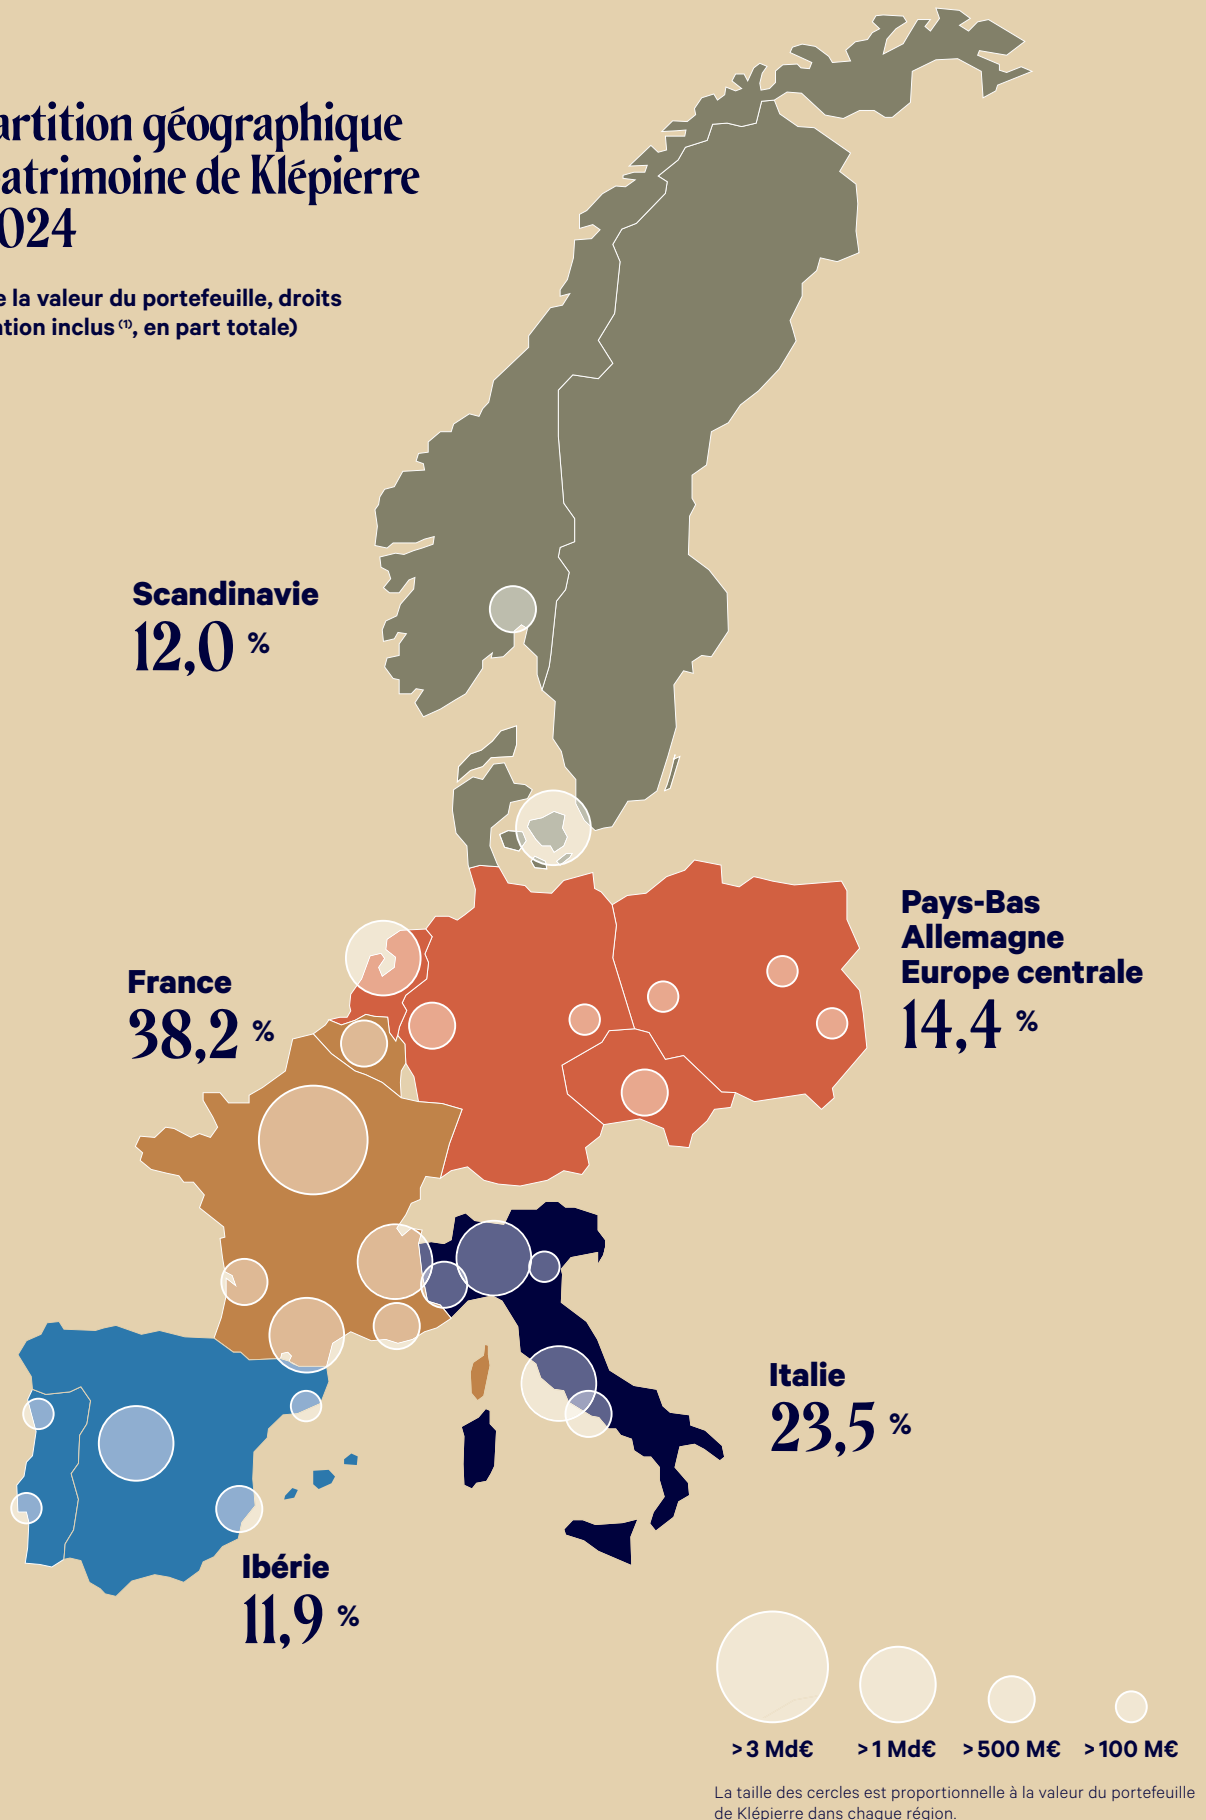 artition géographique
atrimoine de Klépierre
024
e la valeur du portefeuille, droits
ation inclus (1), en part totale)
Scandinavie
12,0 %
Pays-Bas
Allemagne
Europe centrale
14,4 %
France
38,2 %
Italie
23,5 %
Ibérie
11,9 %
> 3 Md€ > 1 Md€ > 500 M€ > 100 M€
La taille des cercles est proportionnelle à la valeur du portefeuille
de Klépierre dans chaque région.